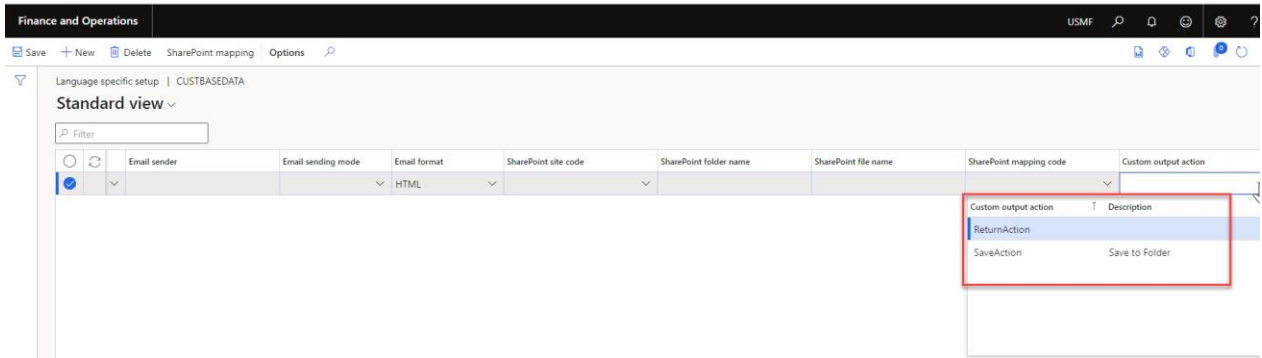 Finance and Operations USMF ?
Save New Delete SharePoint mapping Options 0
Language specific setup | CUSTBASEDATA
Standard view
Filter
Email sender Email sending mode Email format SharePoint site code SharePoint folder name SharePoint file name SharePoint mapping code Custom output action
HTML
Custom output action Description
ReturnAction
SaveAction Save to Folder